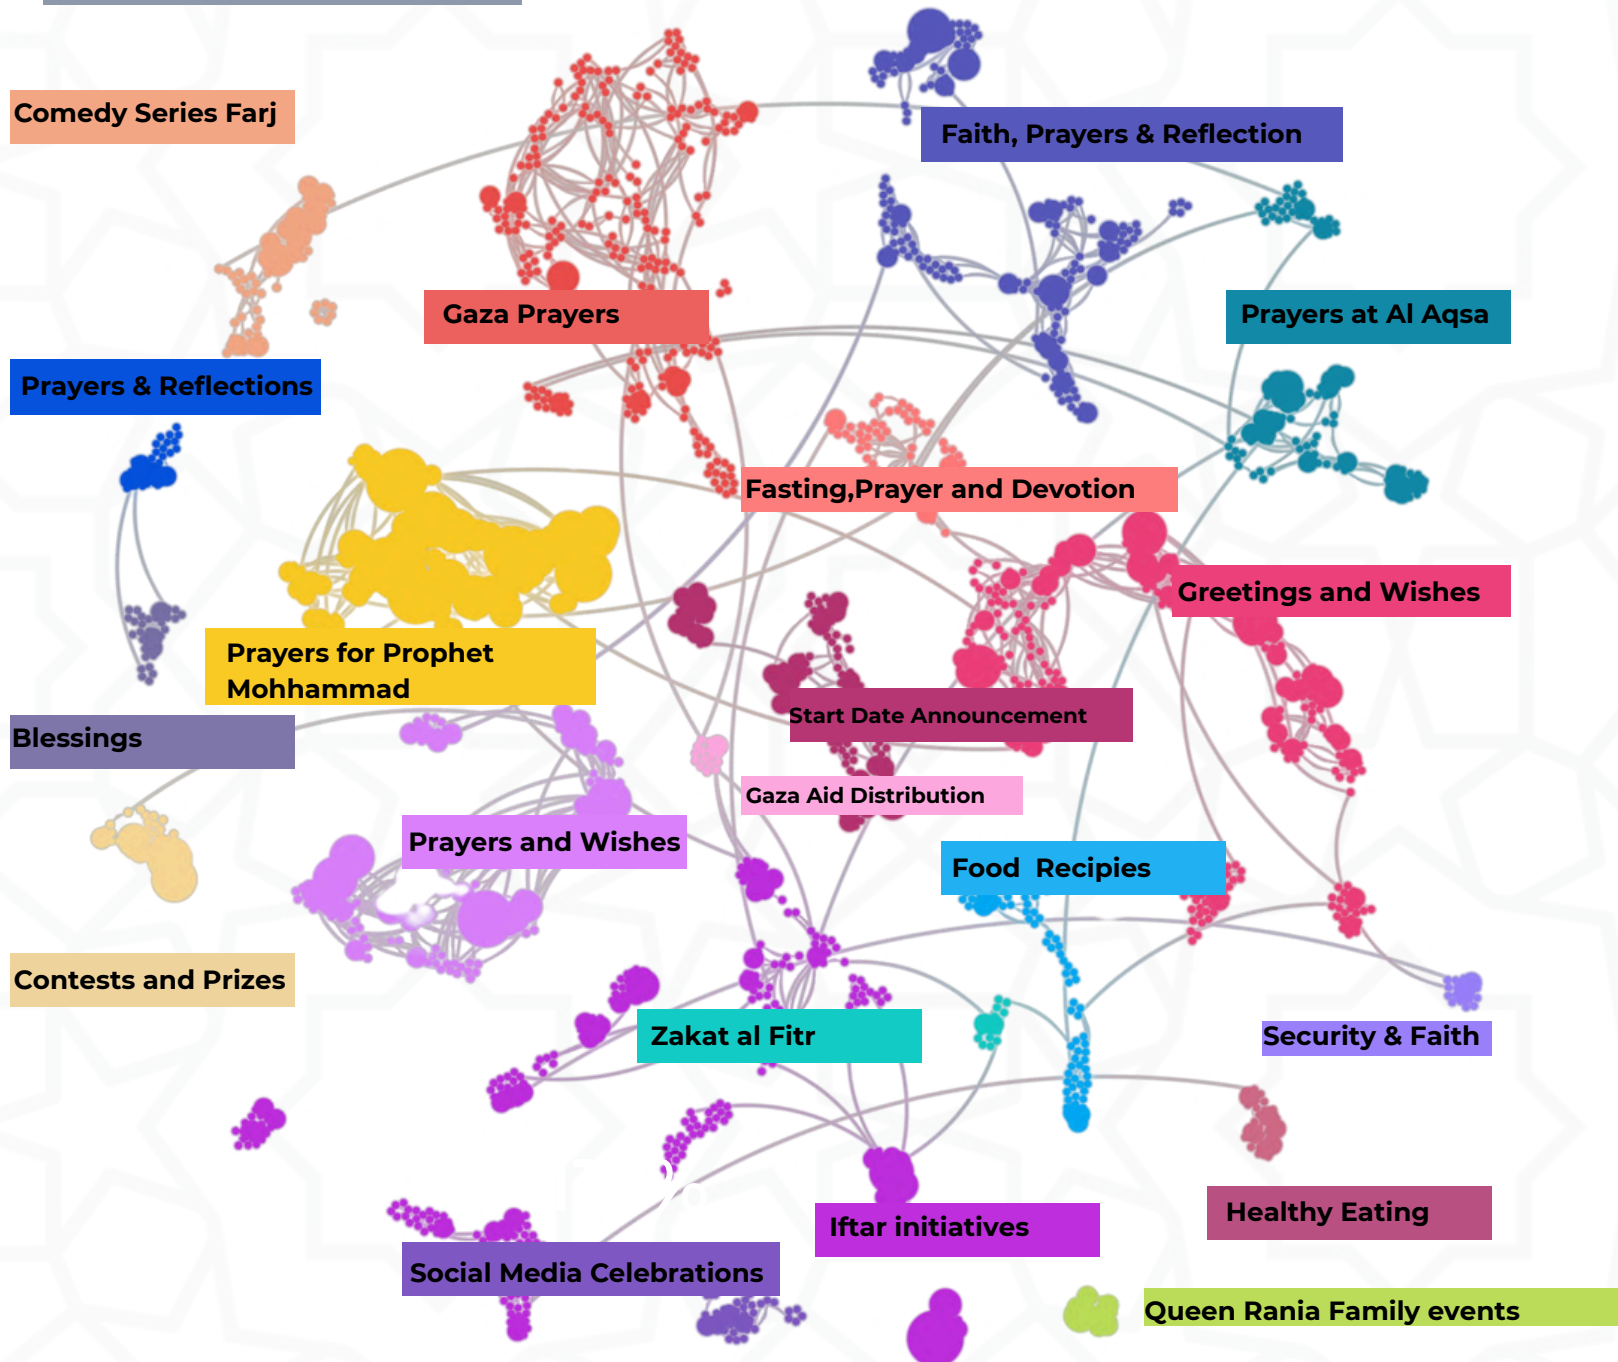 Comedy Series Farj
Faith, Prayers & Reflection
Gaza Prayers
Prayers at Al Aqsa
Prayers & Reflections
Fasting,Prayer and Devotion
Greetings and Wishes
Prayers for Prophet
Mohhammad
Start Date Announcement
Blessings
Gaza Aid Distribution
Prayers and Wishes
Food Recipies
Contests and Prizes
Zakat al Fitr
Security & Faith
Healthy Eating
Iftar initiatives
Social Media Celebrations
Queen Rania Family events